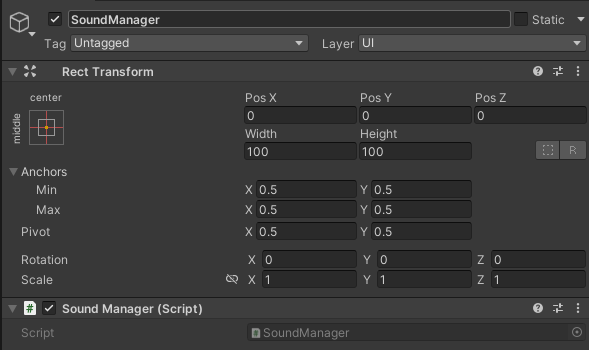 SoundManager Static
Tag Untagged Layer UI
Rect Transform
center Pos X Pos Y Pos Z
middle 0 0 0
Width Height
100 100 R
Anchors
Min X 0.5 Y 0.5
Max X 0.5 Y 0.5
Pivot X 0.5 Y 0.5
Rotation X 0 Y 0 Z 0
Scale X 1 Y 1 Z 1
# Sound Manager (Script)
Script # SoundManager